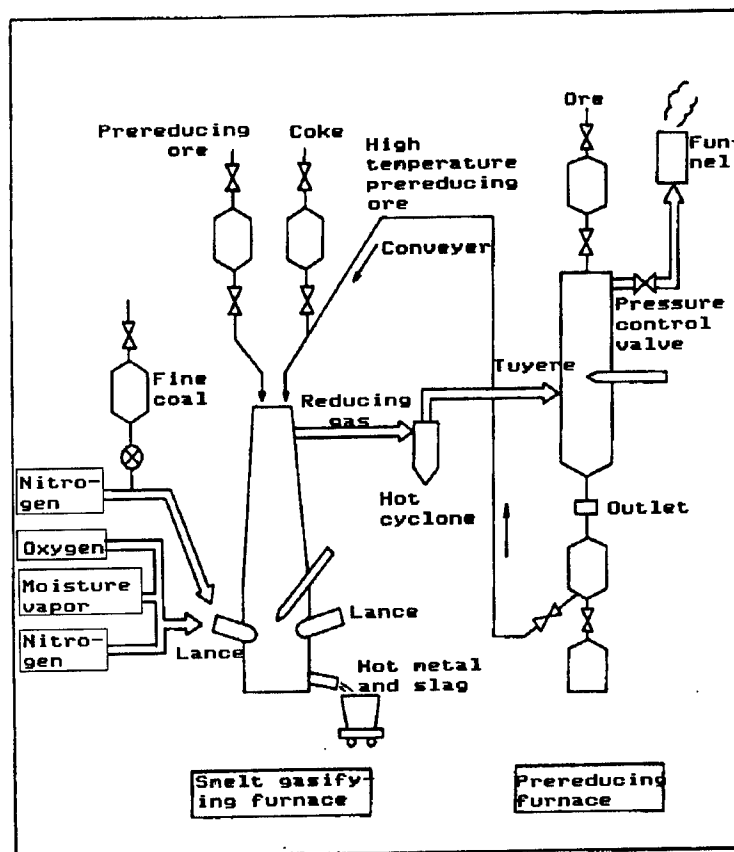 Ore
Prereducing
ore
Coke
High
temperature
prereducing
ore
Fun-
nel
Conveyer
Pressure
control
valve
Fine
coal
Tuyere
Reducing
gas
Nitro-
gen
Hot
cyclone
Outlet
Oxygen
Moisture
vapor
Lance
Nitro-
gen
Lance
Hot metal
and slag
Smelt gasify-
ing furnace
Prereducing
furnace